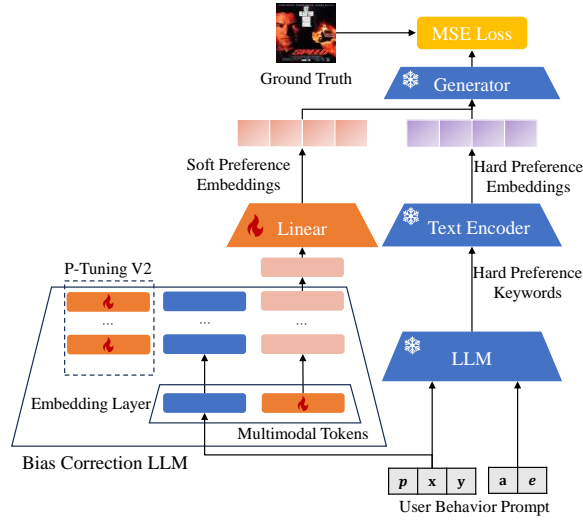 MSE Loss
SPEED
Ground Truth
Generator
Soft Preference
Embeddings
Hard Preference
Embeddings
Linear
Text Encoder
P-Tuning V2
Hard Preference
Keywords
...
...
...
LLM
Embedding Layer
Multimodal Tokens
Bias Correction LLM
p x y a e
User Behavior Prompt